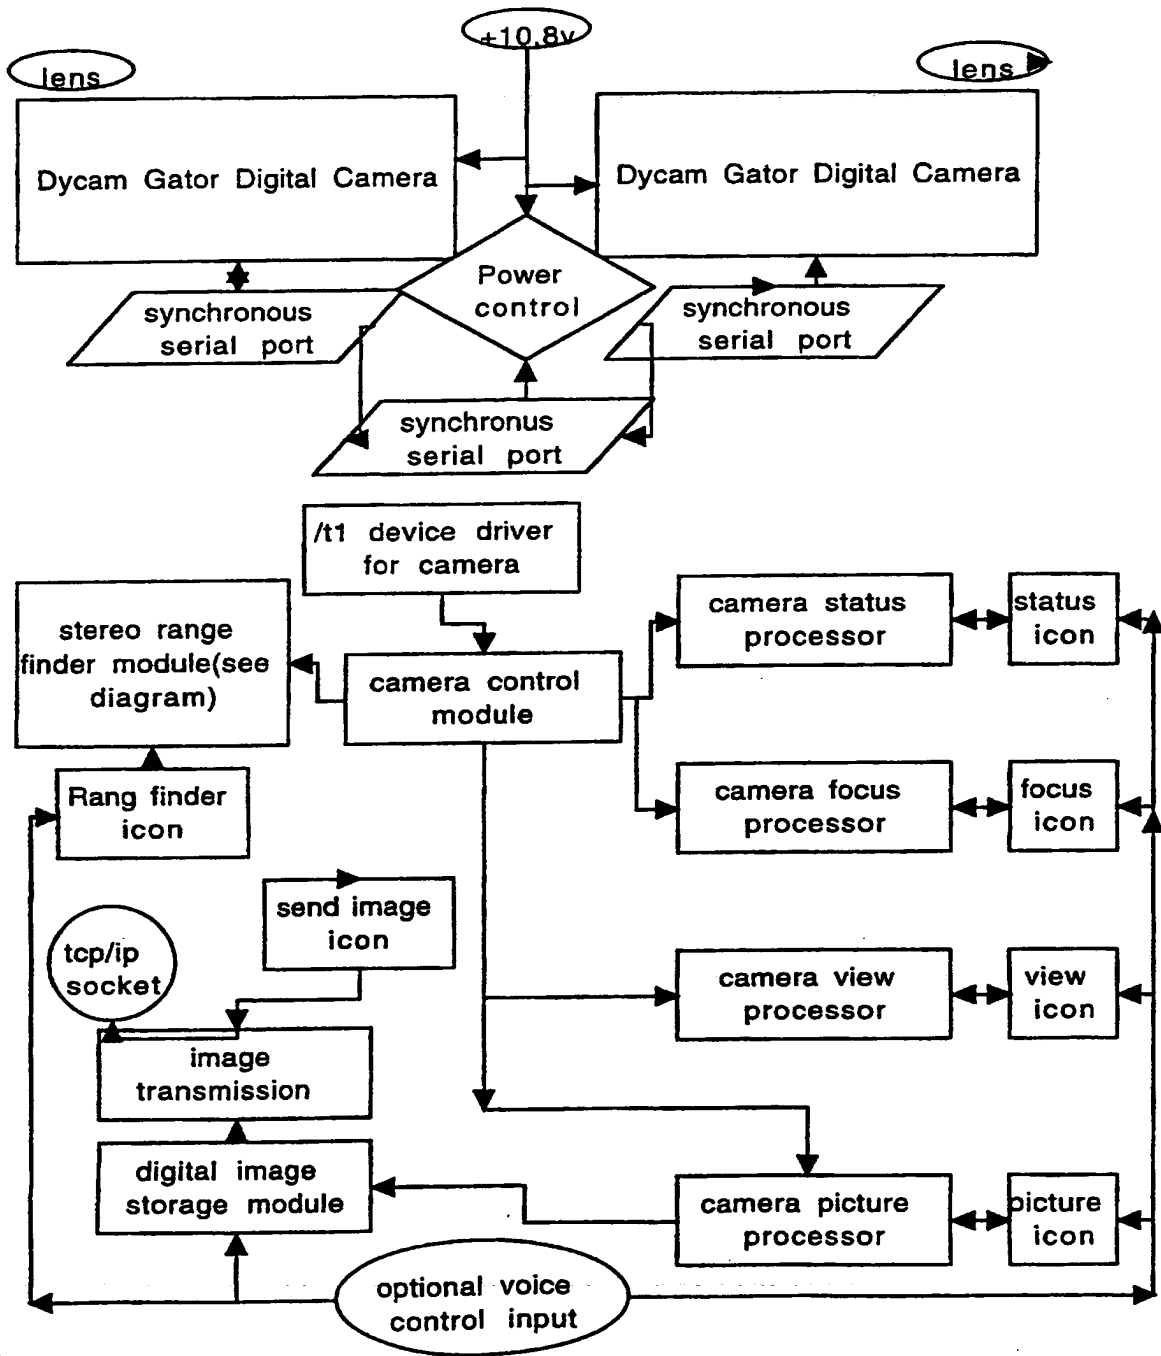 +10.8v
lens
lens
Dycam Gator Digital Camera
Dycam Gator Digital Camera
Power
control
synchronous
serial port
synchronous
serial port
synchronus
serial port
/t1 device driver
for camera
stereo range
finder module(see
diagram)
camera control
module
camera status
processor
status
icon
Rang finder
icon
camera focus
processor
focus
icon
send image
icon
tcp/ip
socket
camera view
processor
view
icon
image
transmission
digital image
storage module
camera picture
processor
picture
icon
optional voice
control input